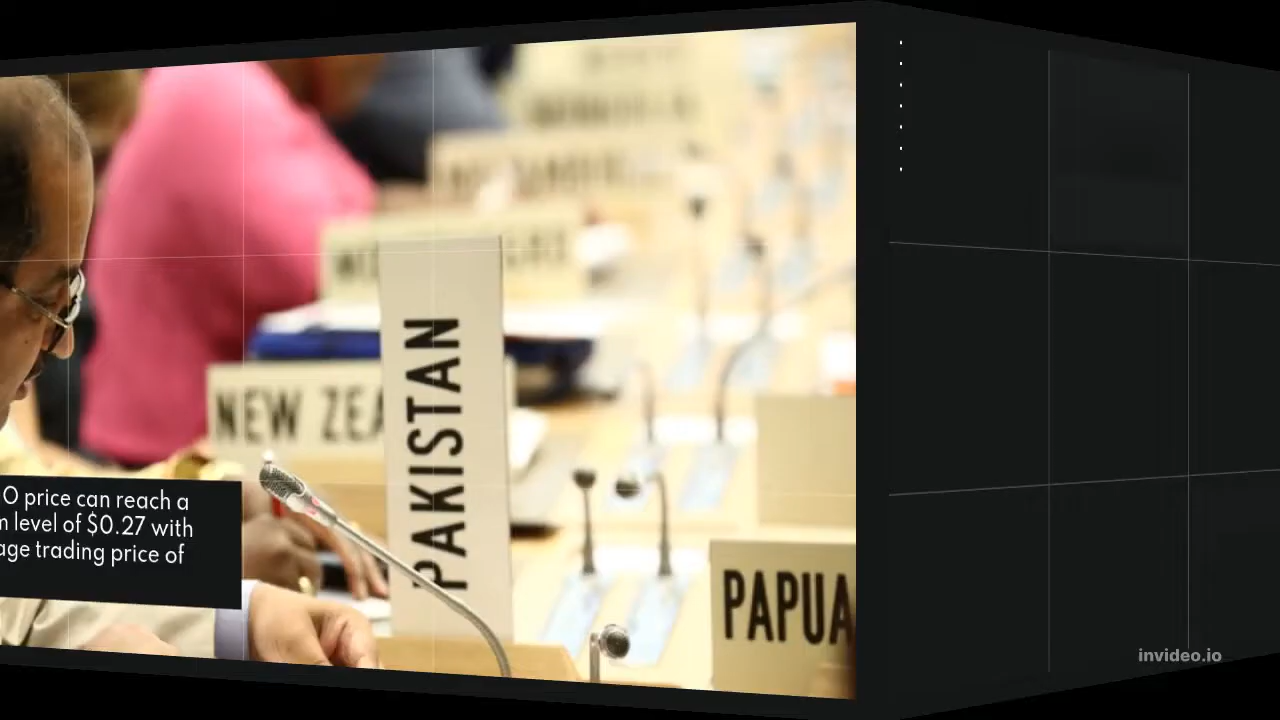 NEW ZEA
PAKISTAN
O price can reach a
m level of $0.27 with
age trading price of
PAPUA
invideo.io